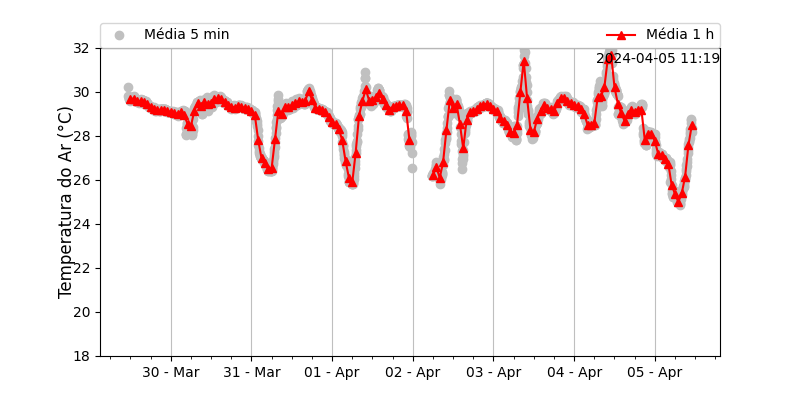 Média 5 min
Média 1 h
2024-04-05 11:19
Temperatura do Ar (°C)
32
30
28
26
24
22
20
18
30 - Mar
31 - Mar
01 - Apr
02 - Apr
03 - Apr
04 - Apr
05 - Apr